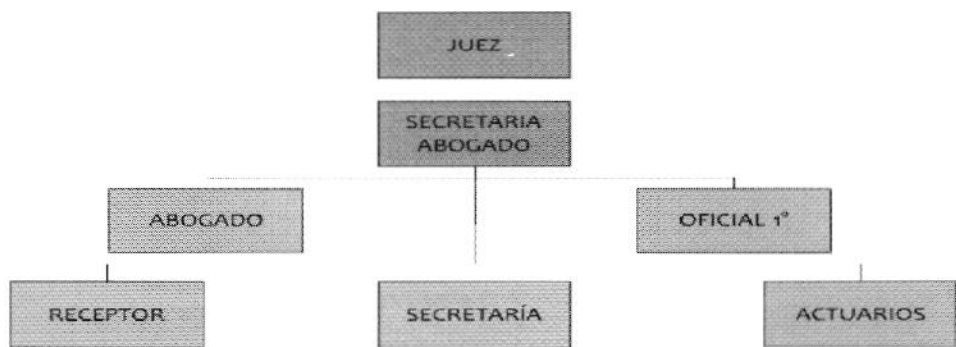 JUEZ
SECRETARIA
ABOGADO
ABOGADO
OFICIAL 1°
RECEPTOR
SECRETARÍA
ACTUARIOS